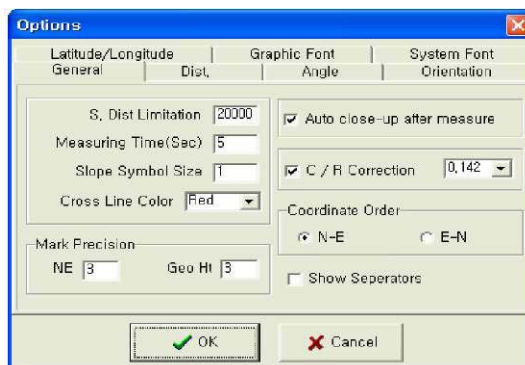 Options
Latitude/Longitude Graphic Font System Font
General Dist, Angle Orientation
S, Dist Limitation 20000
Measuring Time(Sec) 5
Slope Symbol Size 1
Cross Line Color Red
Mark Precision
NE 3 Geo Ht 3
Auto close-up after measure
C / R Correction 0,142
Coordinate Order
N-E E-N
Show Seperators
OK Cancel